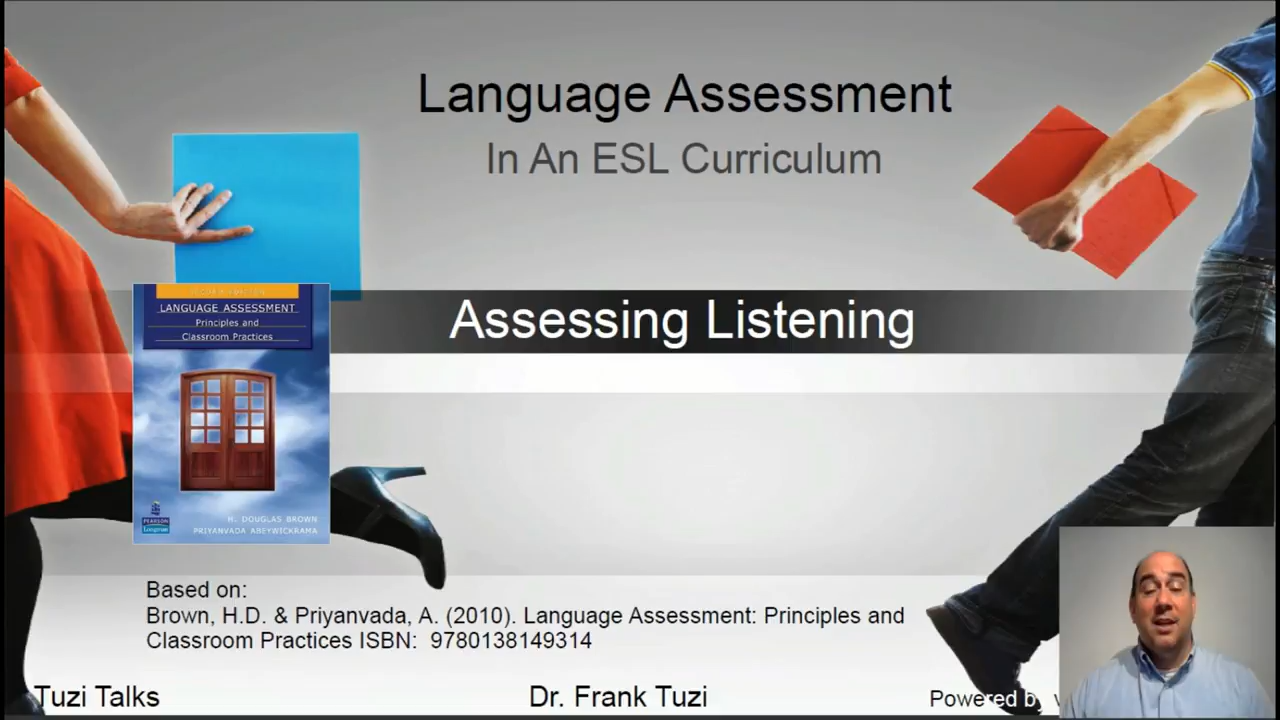 Language Assessment
In An ESL Curriculum
Assessing Listening
LANGUAGE ASSESSMENT
Principles and
Classroom Practices
PEARSON
Longman
H. DOUGLAS BROWN
PRIYANVADA ABEYWICKRAMA
Based on:
Brown, H.D. & Priyanvada, A. (2010). Language Assessment: Principles and
Classroom Practices ISBN: 9780138149314
Tuzi Talks
Dr. Frank Tuzi
Powered by